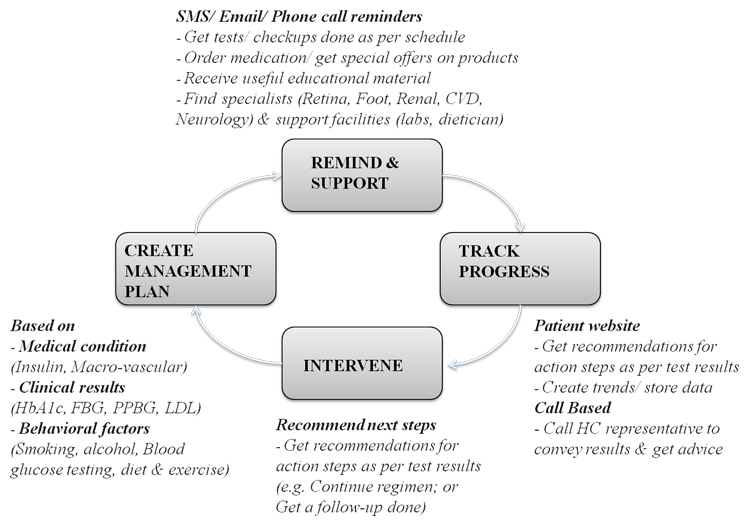 SMS/ Email/ Phone call reminders
- Get tests/ checkups done as per schedule
- Order medication/ get special offers on products
- Receive useful educational material
- Find specialists (Retina, Foot, Renal, CVD,
Neurology) & support facilities (labs, dietician)
REMIND &
SUPPORT
CREATE
MANAGEMENT
PLAN
TRACK
PROGRESS
INTERVENE
Based on
- Medical condition
(Insulin, Macro-vascular)
- Clinical results
(HbA1c, FBG, PPBG, LDL)
- Behavioral factors
(Smoking, alcohol, Blood
glucose testing, diet & exercise)
Recommend next steps
- Get recommendations for
action steps as per test results
(e.g. Continue regimen; or
Get a follow-up done)
Patient website
- Get recommendations for
action steps as per test results
- Create trends/ store data
Call Based
- Call HC representative to
convey results & get advice